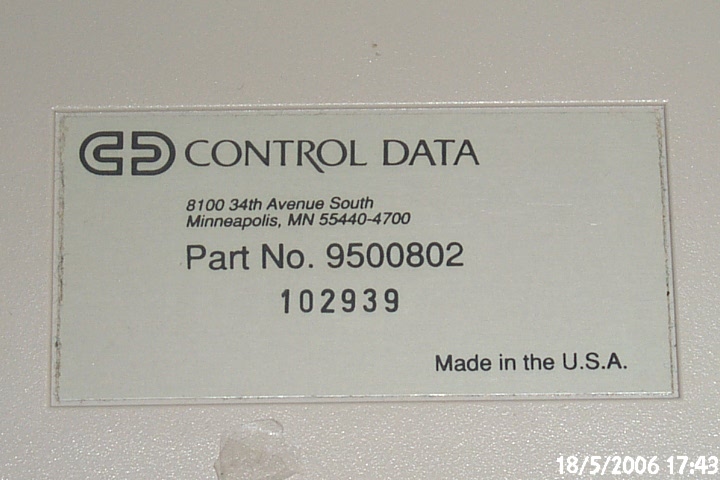 CD CONTROL DATA
8100 34th Avenue South
Minneapolis, MN 55440-4700
Part No. 9500802
102939
Made in the U.S.A.
18/5/2006 17:43